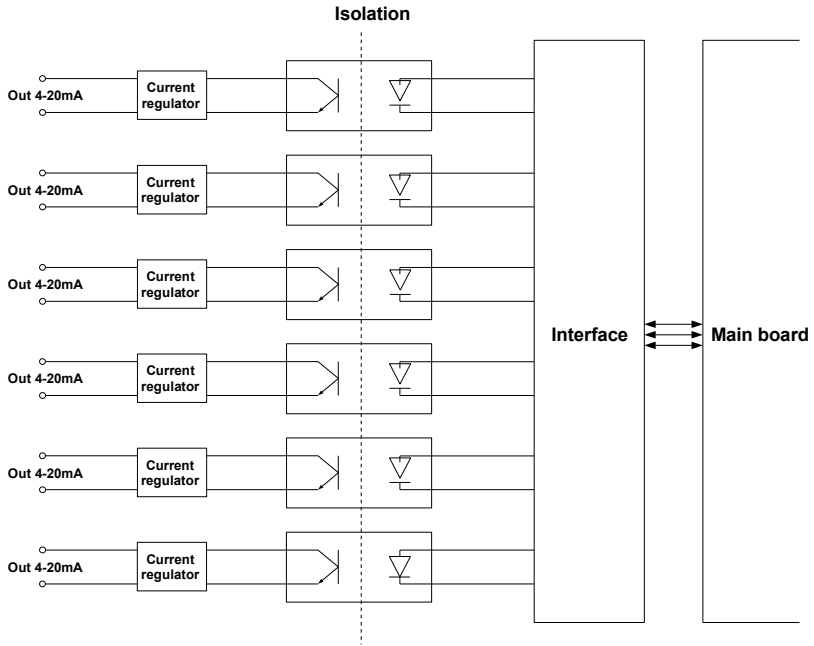 Isolation
Out 4-20mA
Current
regulator
Out 4-20mA
Current
regulator
Out 4-20mA
Current
regulator
Interface
Main board
Out 4-20mA
Current
regulator
Out 4-20mA
Current
regulator
Out 4-20mA
Current
regulator